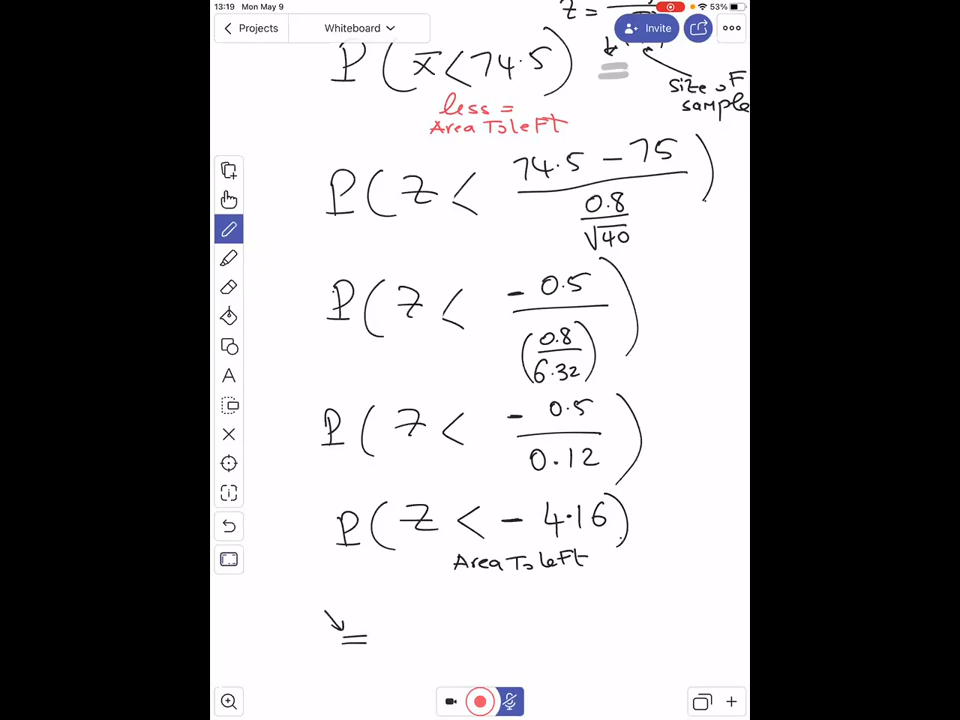 13:19 Mon May 9
53%
Projects
Whiteboard
Invite
Z =
P(x̄ < 74.5) =
size of
sample
less =
Area To left
P(Z < (74.5 - 75) / (0.8 / √40))
P(Z < - 0.5 / (0.8 / 6.32))
P(Z < - 0.5 / 0.12)
P(Z < - 4.16)
Area To left
=
A